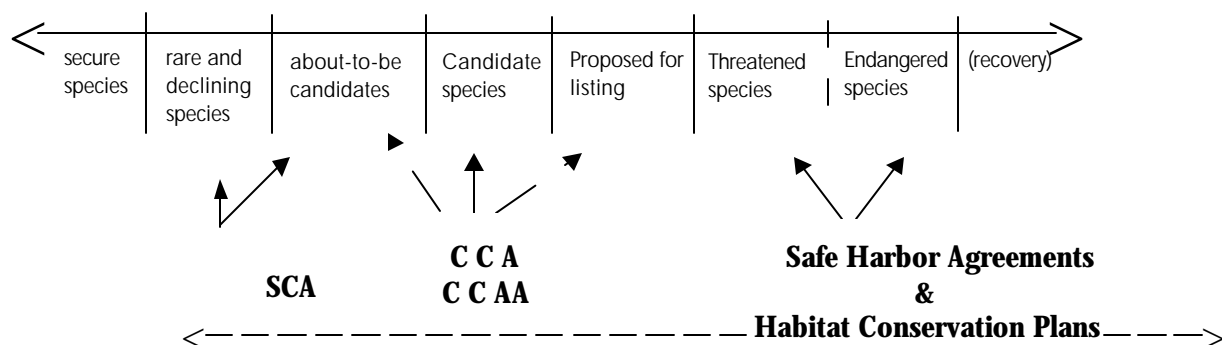 secure
species
rare and
declining
species
about-to-be
candidates
Candidate
species
Proposed for
listing
Threatened
species
Endangered
species
(recovery)
SCA
C C A
C C AA
Safe Harbor Agreements
&
Habitat Conservation Plans